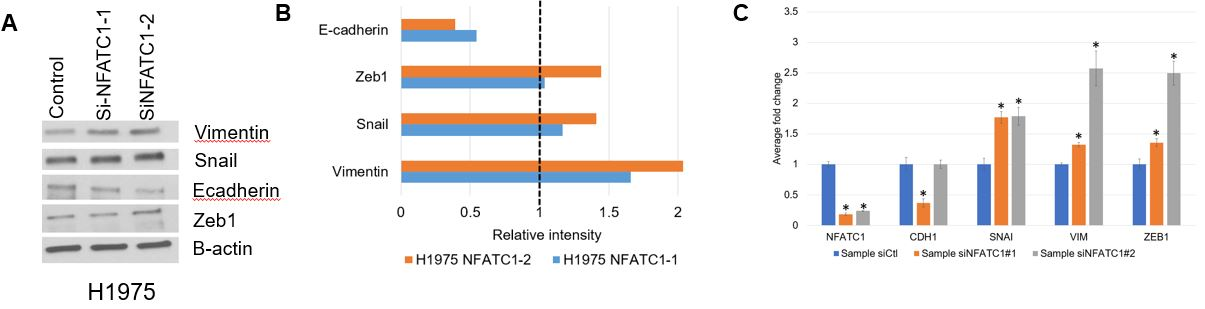 A
Control
Si-NFATC1-1
SiNFATC1-2
Vimentin
Snail
Ecadherin
Zeb1
B-actin
H1975
B
E-cadherin
Zeb1
Snail
Vimentin
0 0.5 1 1.5 2
Relative intensity
H1975 NFATC1-2 H1975 NFATC1-1
C
3.5
3
2.5
2
1.5
1
0.5
0
Average fold change
* * * * * * * * *
NFATC1 CDH1 SNAI VIM ZEB1
Sample siCtl Sample siNFATC1#1 Sample siNFATC1#2